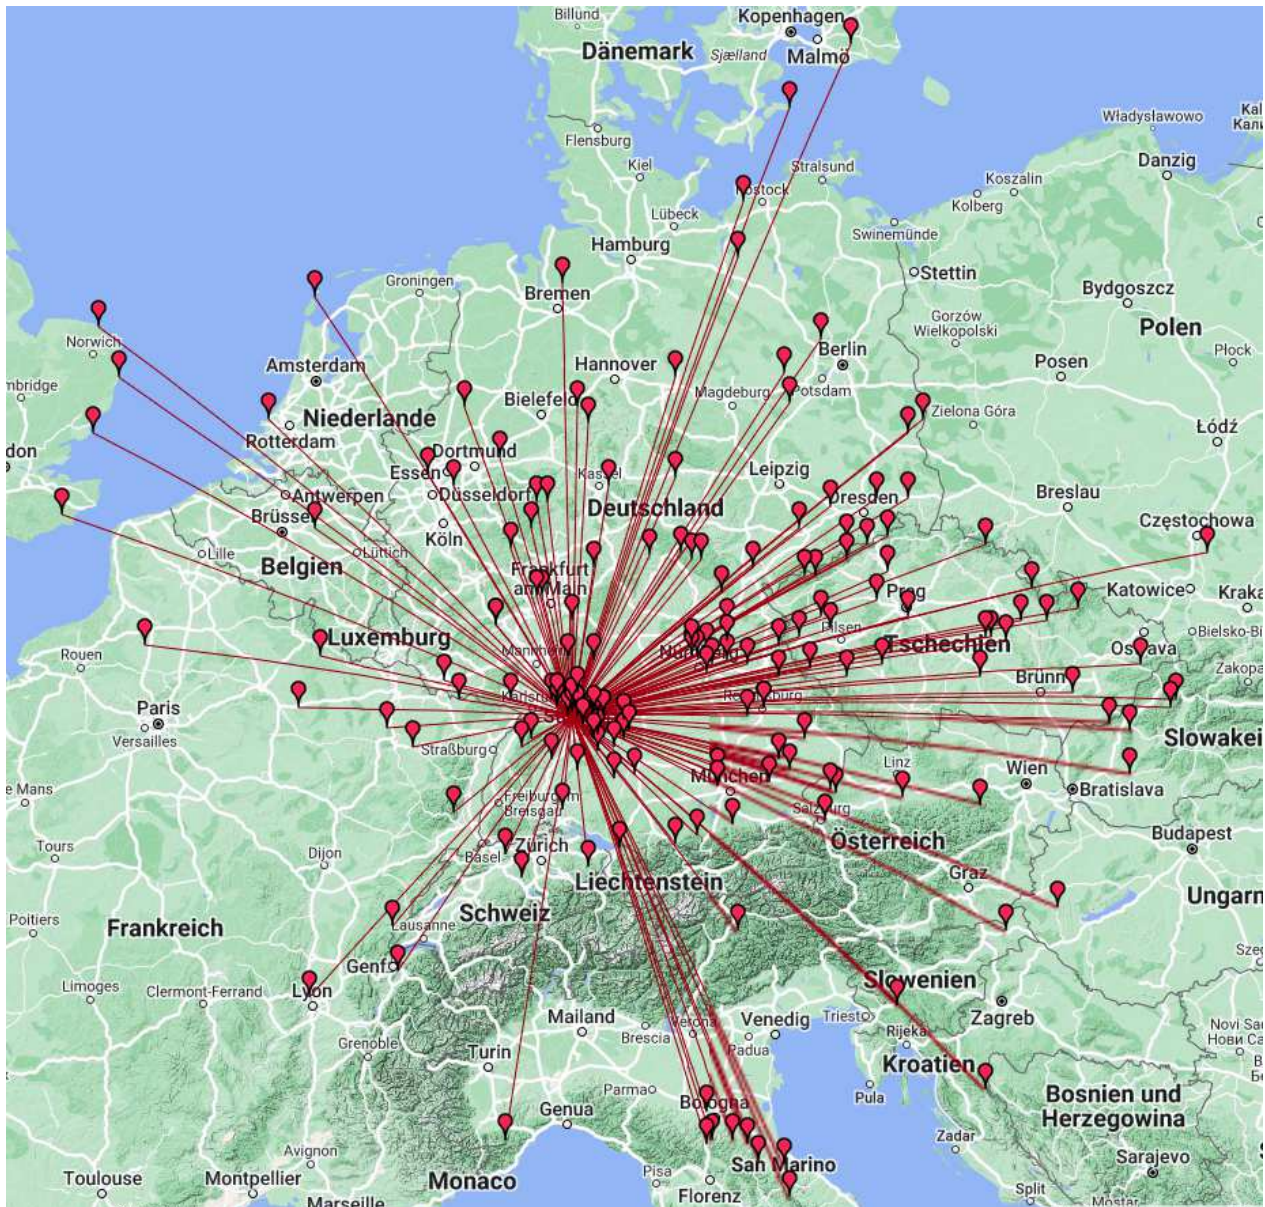 Billund
Kopenhagen
Dänemark
Sjælland
Malmö
Władysławowo
Flensburg
Danzig
Kiel
Stralsund
Koszalin
Kolberg
Lübeck
Swinemünde
Hamburg
Groningen
Stettin
Bremen
Bydgoszcz
Norwich
Gorzów
Wielkopolski
Polen
Amsterdam
Hannover
Berlin
Posen
Płock
Magdeburg
Potsdam
Niederlande
Bielefeld
Zielona Góra
Rotterdam
Łódź
Dortmund
Essen
Kassel
Leipzig
Antwerpen
Düsseldorf
Deutschland
Dresden
Breslau
Brüssel
Köln
Częstochowa
Lille
Lüttich
Belgien
Frankfurt
am Main
Prag
Katowice
Luxemburg
Pilsen
Rouen
Mannheim
Nürnberg
Tschechien
Ostrava
Karlsruhe
Regensburg
Brünn
Paris
Versailles
Straßburg
Linz
Wien
Bratislava
München
Freiburg im
Breisgau
Salzburg
Tours
Österreich
Budapest
Basel
Zürich
Dijon
Liechtenstein
Graz
Schweiz
Poitiers
Frankreich
Lausanne
Genf
Slowenien
Limoges
Clermont-Ferrand
Lyon
Mailand
Venedig
Triest
Zagreb
Brescia
Verona
Padua
Rijeka
Grenoble
Turin
Kroatien
Parma
Bologna
Pula
Bosnien und
Herzegowina
Genua
Zadar
Avignon
San Marino
Sarajevo
Toulouse
Montpellier
Monaco
Pisa
Florenz
Split
Mostar
Marseille